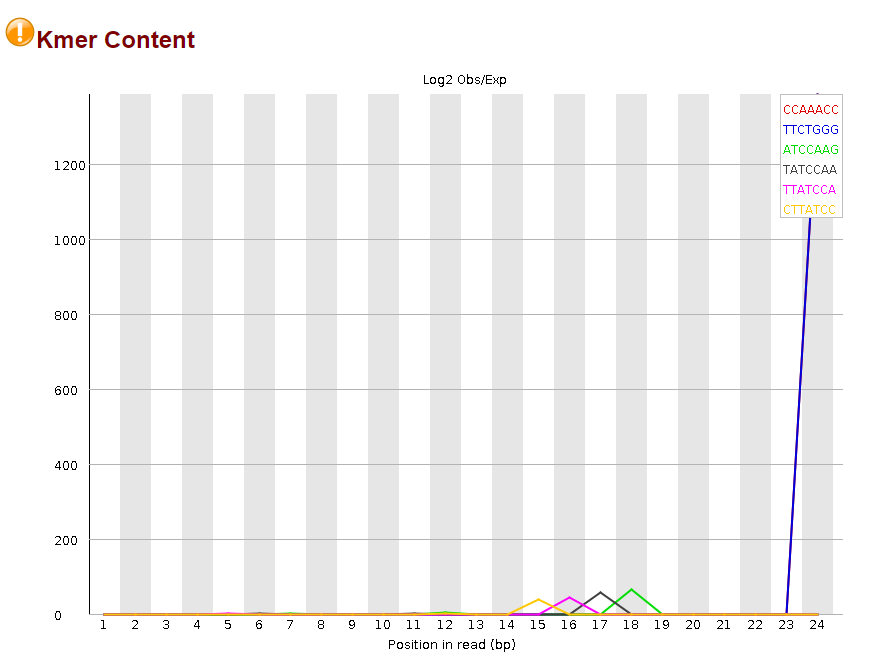 Kmer Content
Log2 Obs/Exp
CCAAACC
TTCTGGG
ATCCAAG
TATCCAA
TTATCCA
CTTATCC
1200
1000
800
600
400
200
0
1 2 3 4 5 6 7 8 9 10 11 12 13 14 15 16 17 18 19 20 21 22 23 24
Position in read (bp)